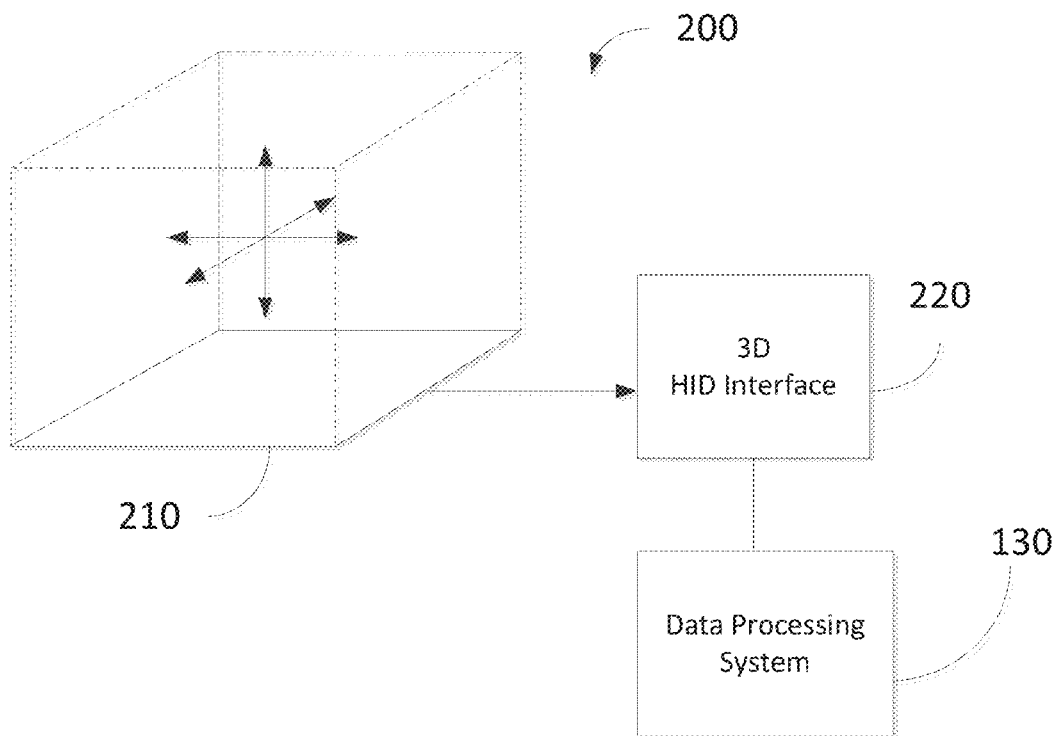 200
3D
HID Interface
220
210
130
Data Processing
System